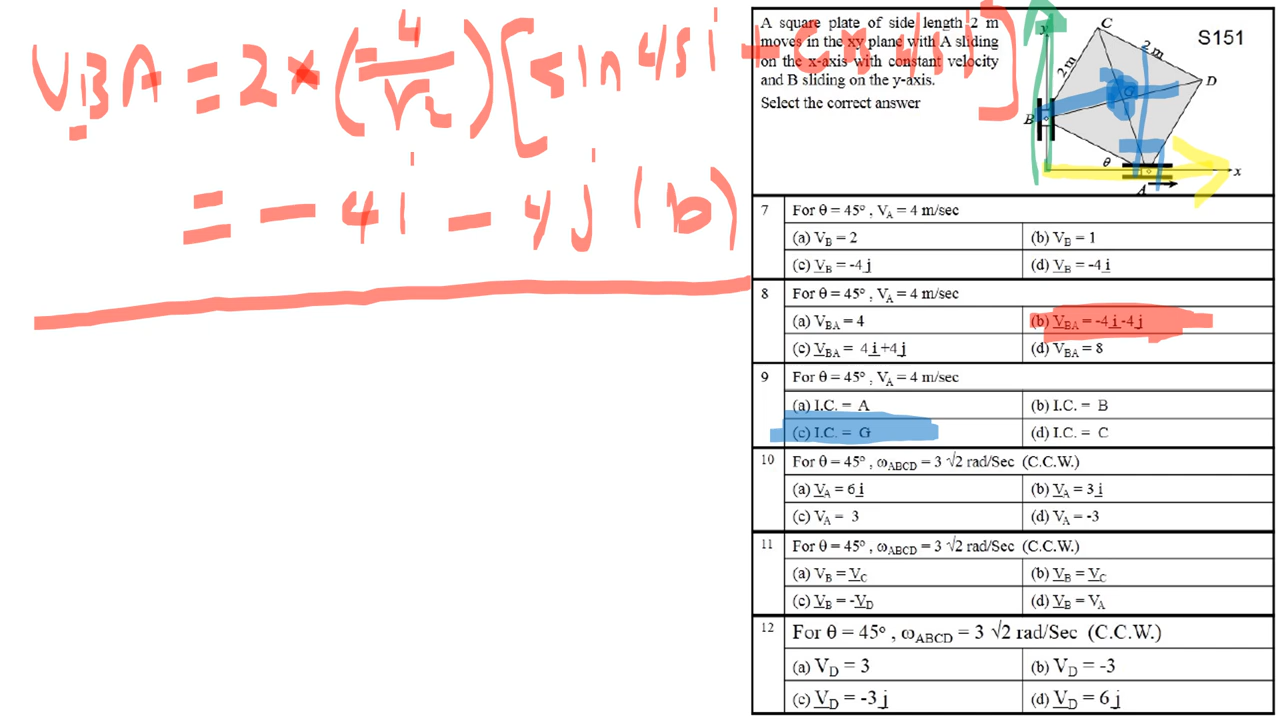 VBA = 2 * (-4/√2) [sin 45 i + cos 45 j]
= - 4 i - 4 j (b)
A square plate of side length 2 m
moves in the xy plane with A sliding
on the x-axis with constant velocity
and B sliding on the y-axis.
Select the correct answer
S151
y
C
2 m
2 m
D
G
B
θ
A
x
7 For θ = 45° , VA = 4 m/sec
(a) VB = 2 (b) VB = 1
(c) VB = -4 j (d) VB = -4 i
8 For θ = 45° , VA = 4 m/sec
(a) VBA = 4 (b) VBA = -4 i -4 j
(c) VBA = 4 i +4 j (d) VBA = 8
9 For θ = 45° , VA = 4 m/sec
(a) I.C. = A (b) I.C. = B
(c) I.C. = G (d) I.C. = C
10 For θ = 45° , ωABCD = 3 √2 rad/Sec (C.C.W.)
(a) VA = 6 i (b) VA = 3 i
(c) VA = 3 (d) VA = -3
11 For θ = 45° , ωABCD = 3 √2 rad/Sec (C.C.W.)
(a) VB = VC (b) VB = VC
(c) VB = -VD (d) VB = VA
12 For θ = 45° , ωABCD = 3 √2 rad/Sec (C.C.W.)
(a) VD = 3 (b) VD = -3
(c) VD = -3 j (d) VD = 6 j